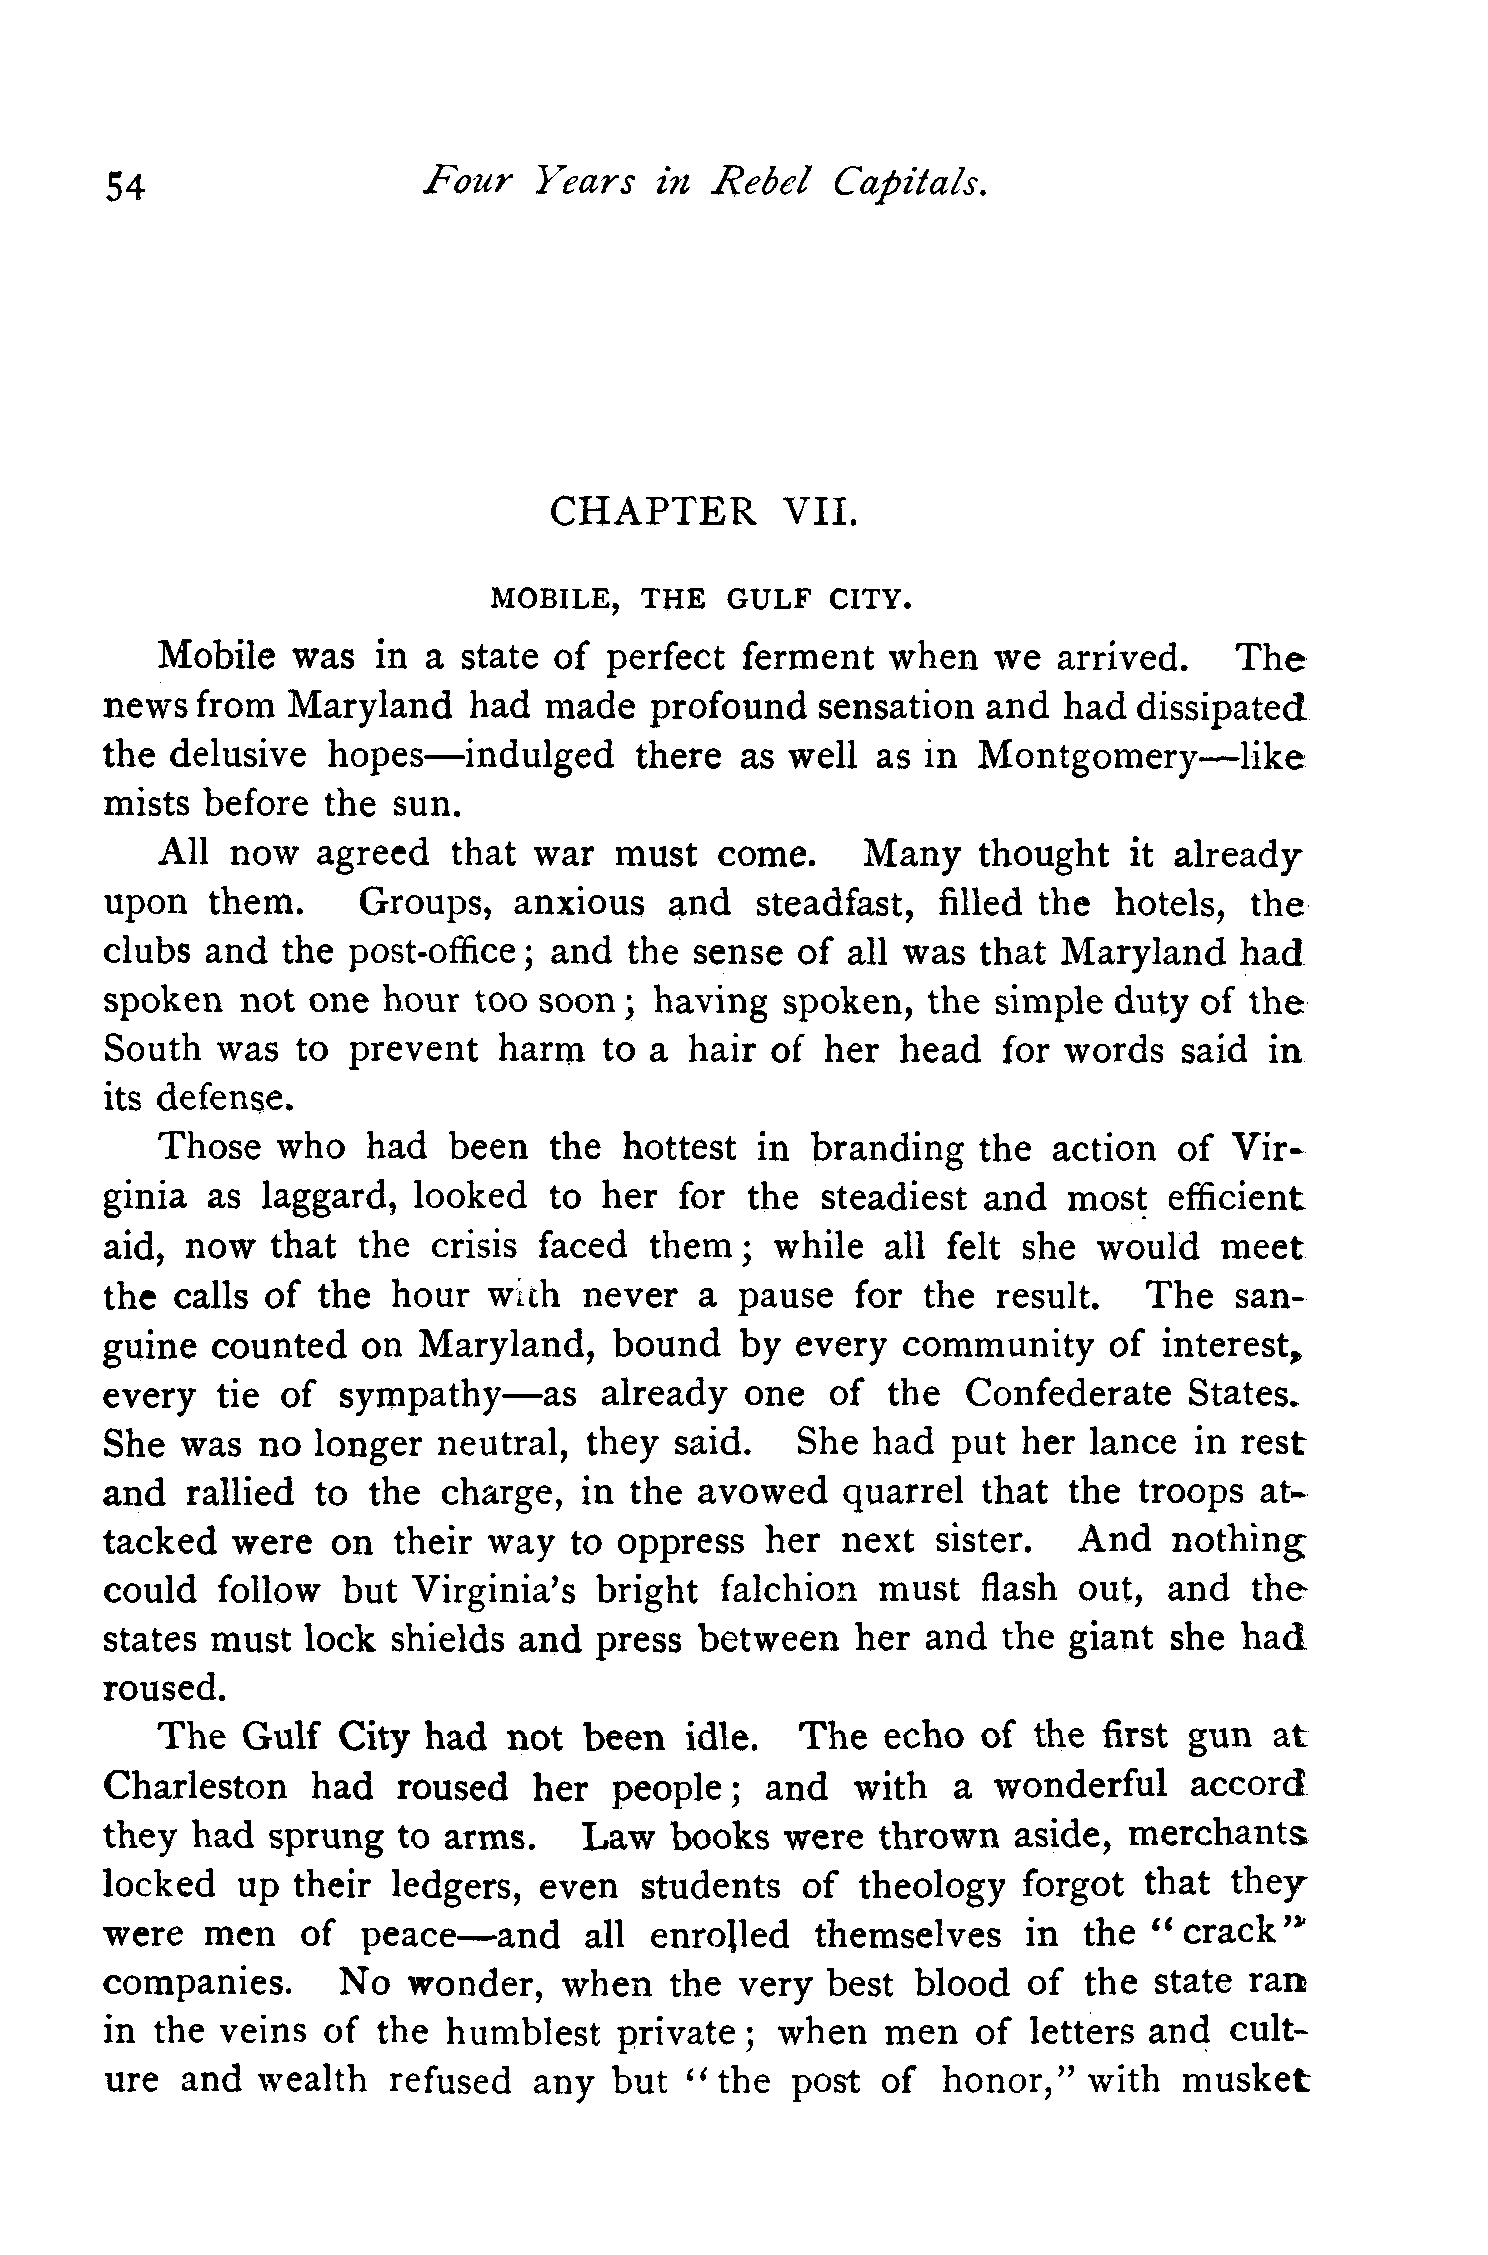 54 Four Years in Rebel Capitals.
CHAPTER VII.
MOBILE, THE GULF CITY.
Mobile was in a state of perfect ferment when we arrived. The
news from Maryland had made profound sensation and had dissipated
the delusive hopes—indulged there as well as in Montgomery—like
mists before the sun.
All now agreed that war must come. Many thought it already
upon them. Groups, anxious and steadfast, filled the hotels, the
clubs and the post-office; and the sense of all was that Maryland had
spoken not one hour too soon; having spoken, the simple duty of the
South was to prevent harm to a hair of her head for words said in
its defense.
Those who had been the hottest in branding the action of Vir-
ginia as laggard, looked to her for the steadiest and most efficient
aid, now that the crisis faced them; while all felt she would meet
the calls of the hour with never a pause for the result. The san-
guine counted on Maryland, bound by every community of interest,
every tie of sympathy—as already one of the Confederate States.
She was no longer neutral, they said. She had put her lance in rest
and rallied to the charge, in the avowed quarrel that the troops at-
tacked were on their way to oppress her next sister. And nothing
could follow but Virginia's bright falchion must flash out, and the
states must lock shields and press between her and the giant she had
roused.
The Gulf City had not been idle. The echo of the first gun at
Charleston had roused her people; and with a wonderful accord
they had sprung to arms. Law books were thrown aside, merchants
locked up their ledgers, even students of theology forgot that they
were men of peace—and all enrolled themselves in the "crack"
companies. No wonder, when the very best blood of the state ran
in the veins of the humblest private; when men of letters and cult-
ure and wealth refused any but "the post of honor," with musket